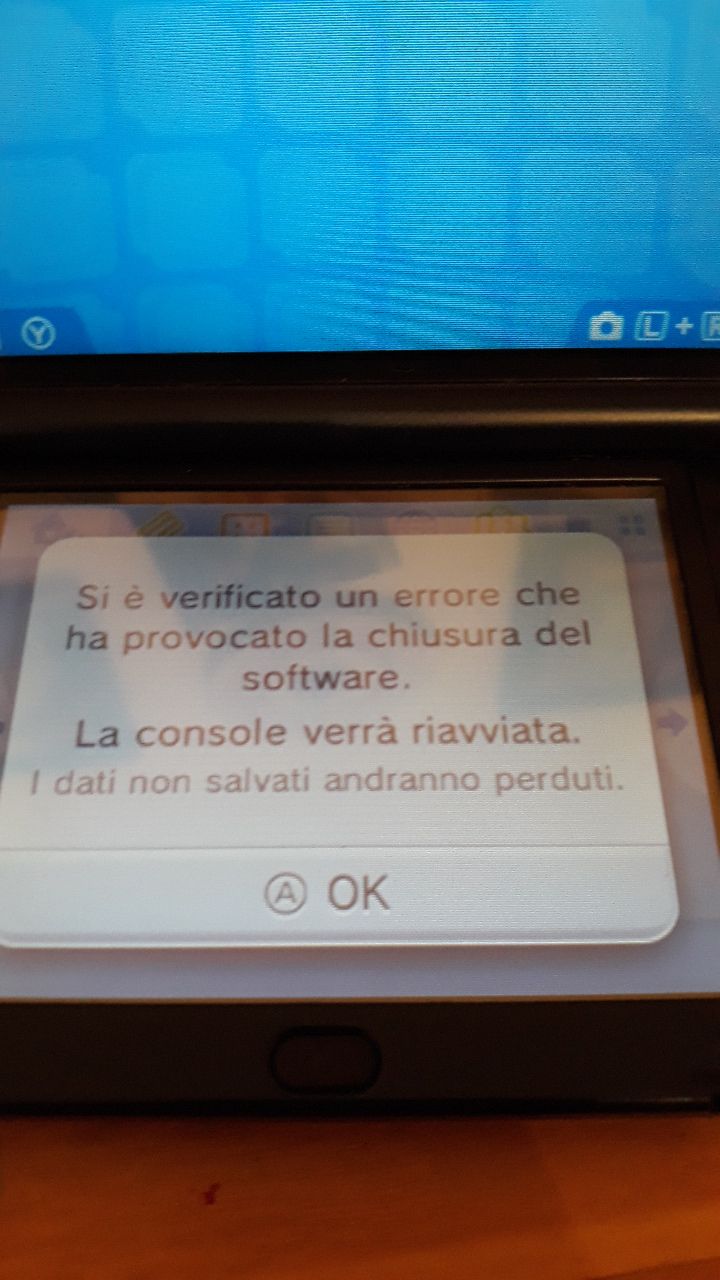 Y
L + R
Si è verificato un errore che
ha provocato la chiusura del
software.
La console verrà riavviata.
I dati non salvati andranno perduti.
A OK